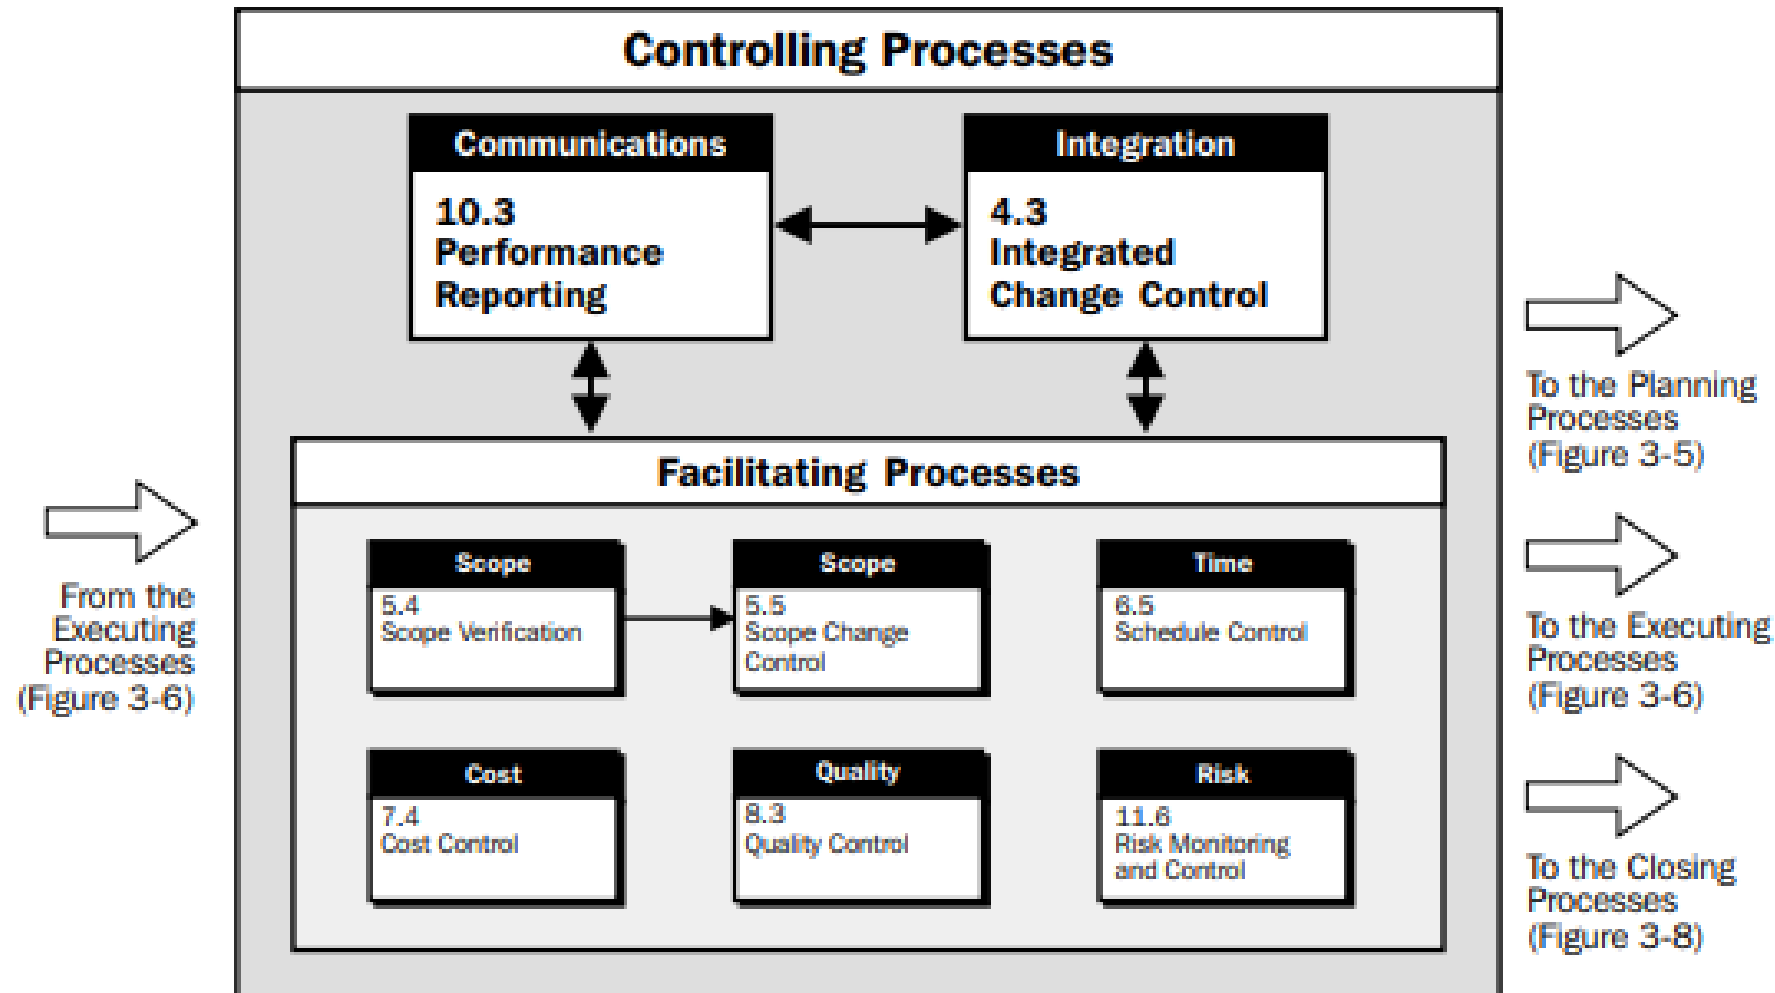 Controlling Processes
Communications
10.3
Performance
Reporting
Integration
4.3
Integrated
Change Control
From the
Executing
Processes
(Figure 3-6)
Facilitating Processes
Scope
5.4
Scope Verification
Scope
5.5
Scope Change
Control
Time
6.5
Schedule Control
Cost
7.4
Cost Control
Quality
8.3
Quality Control
Risk
11.6
Risk Monitoring
and Control
To the Planning
Processes
(Figure 3-5)
To the Executing
Processes
(Figure 3-6)
To the Closing
Processes
(Figure 3-8)